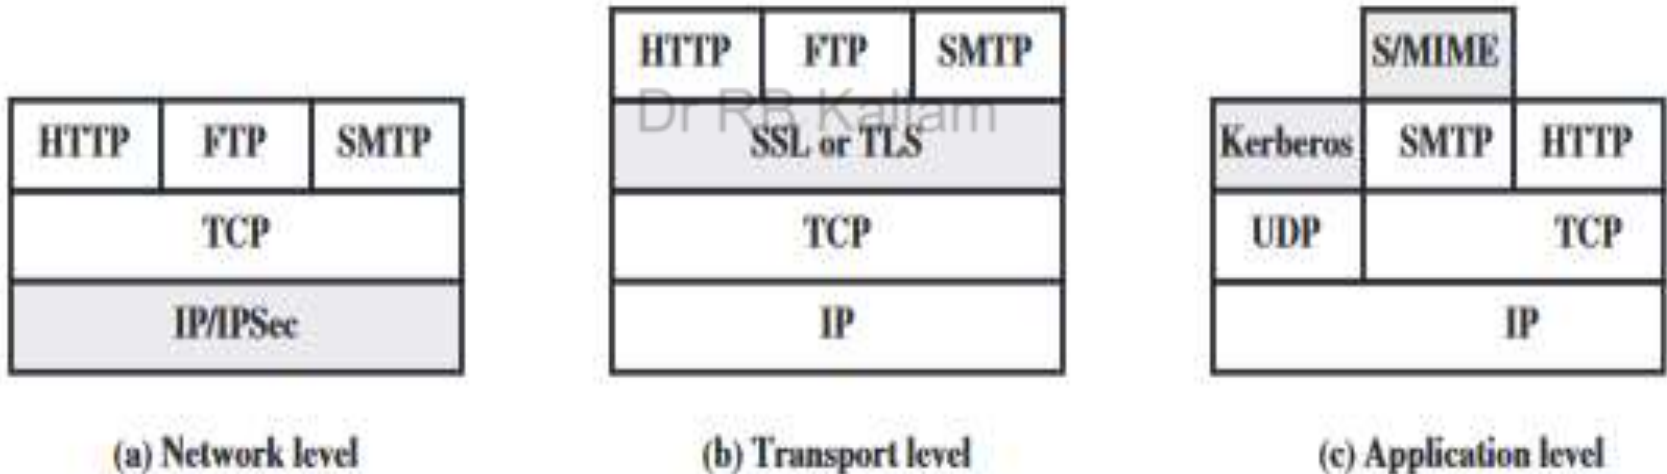 HTTP FTP SMTP
TCP
IP/IPSec
(a) Network level
HTTP FTP SMTP
Dr RB Kallam
SSL or TLS
TCP
IP
(b) Transport level
S/MIME
Kerberos SMTP HTTP
UDP TCP
IP
(c) Application level